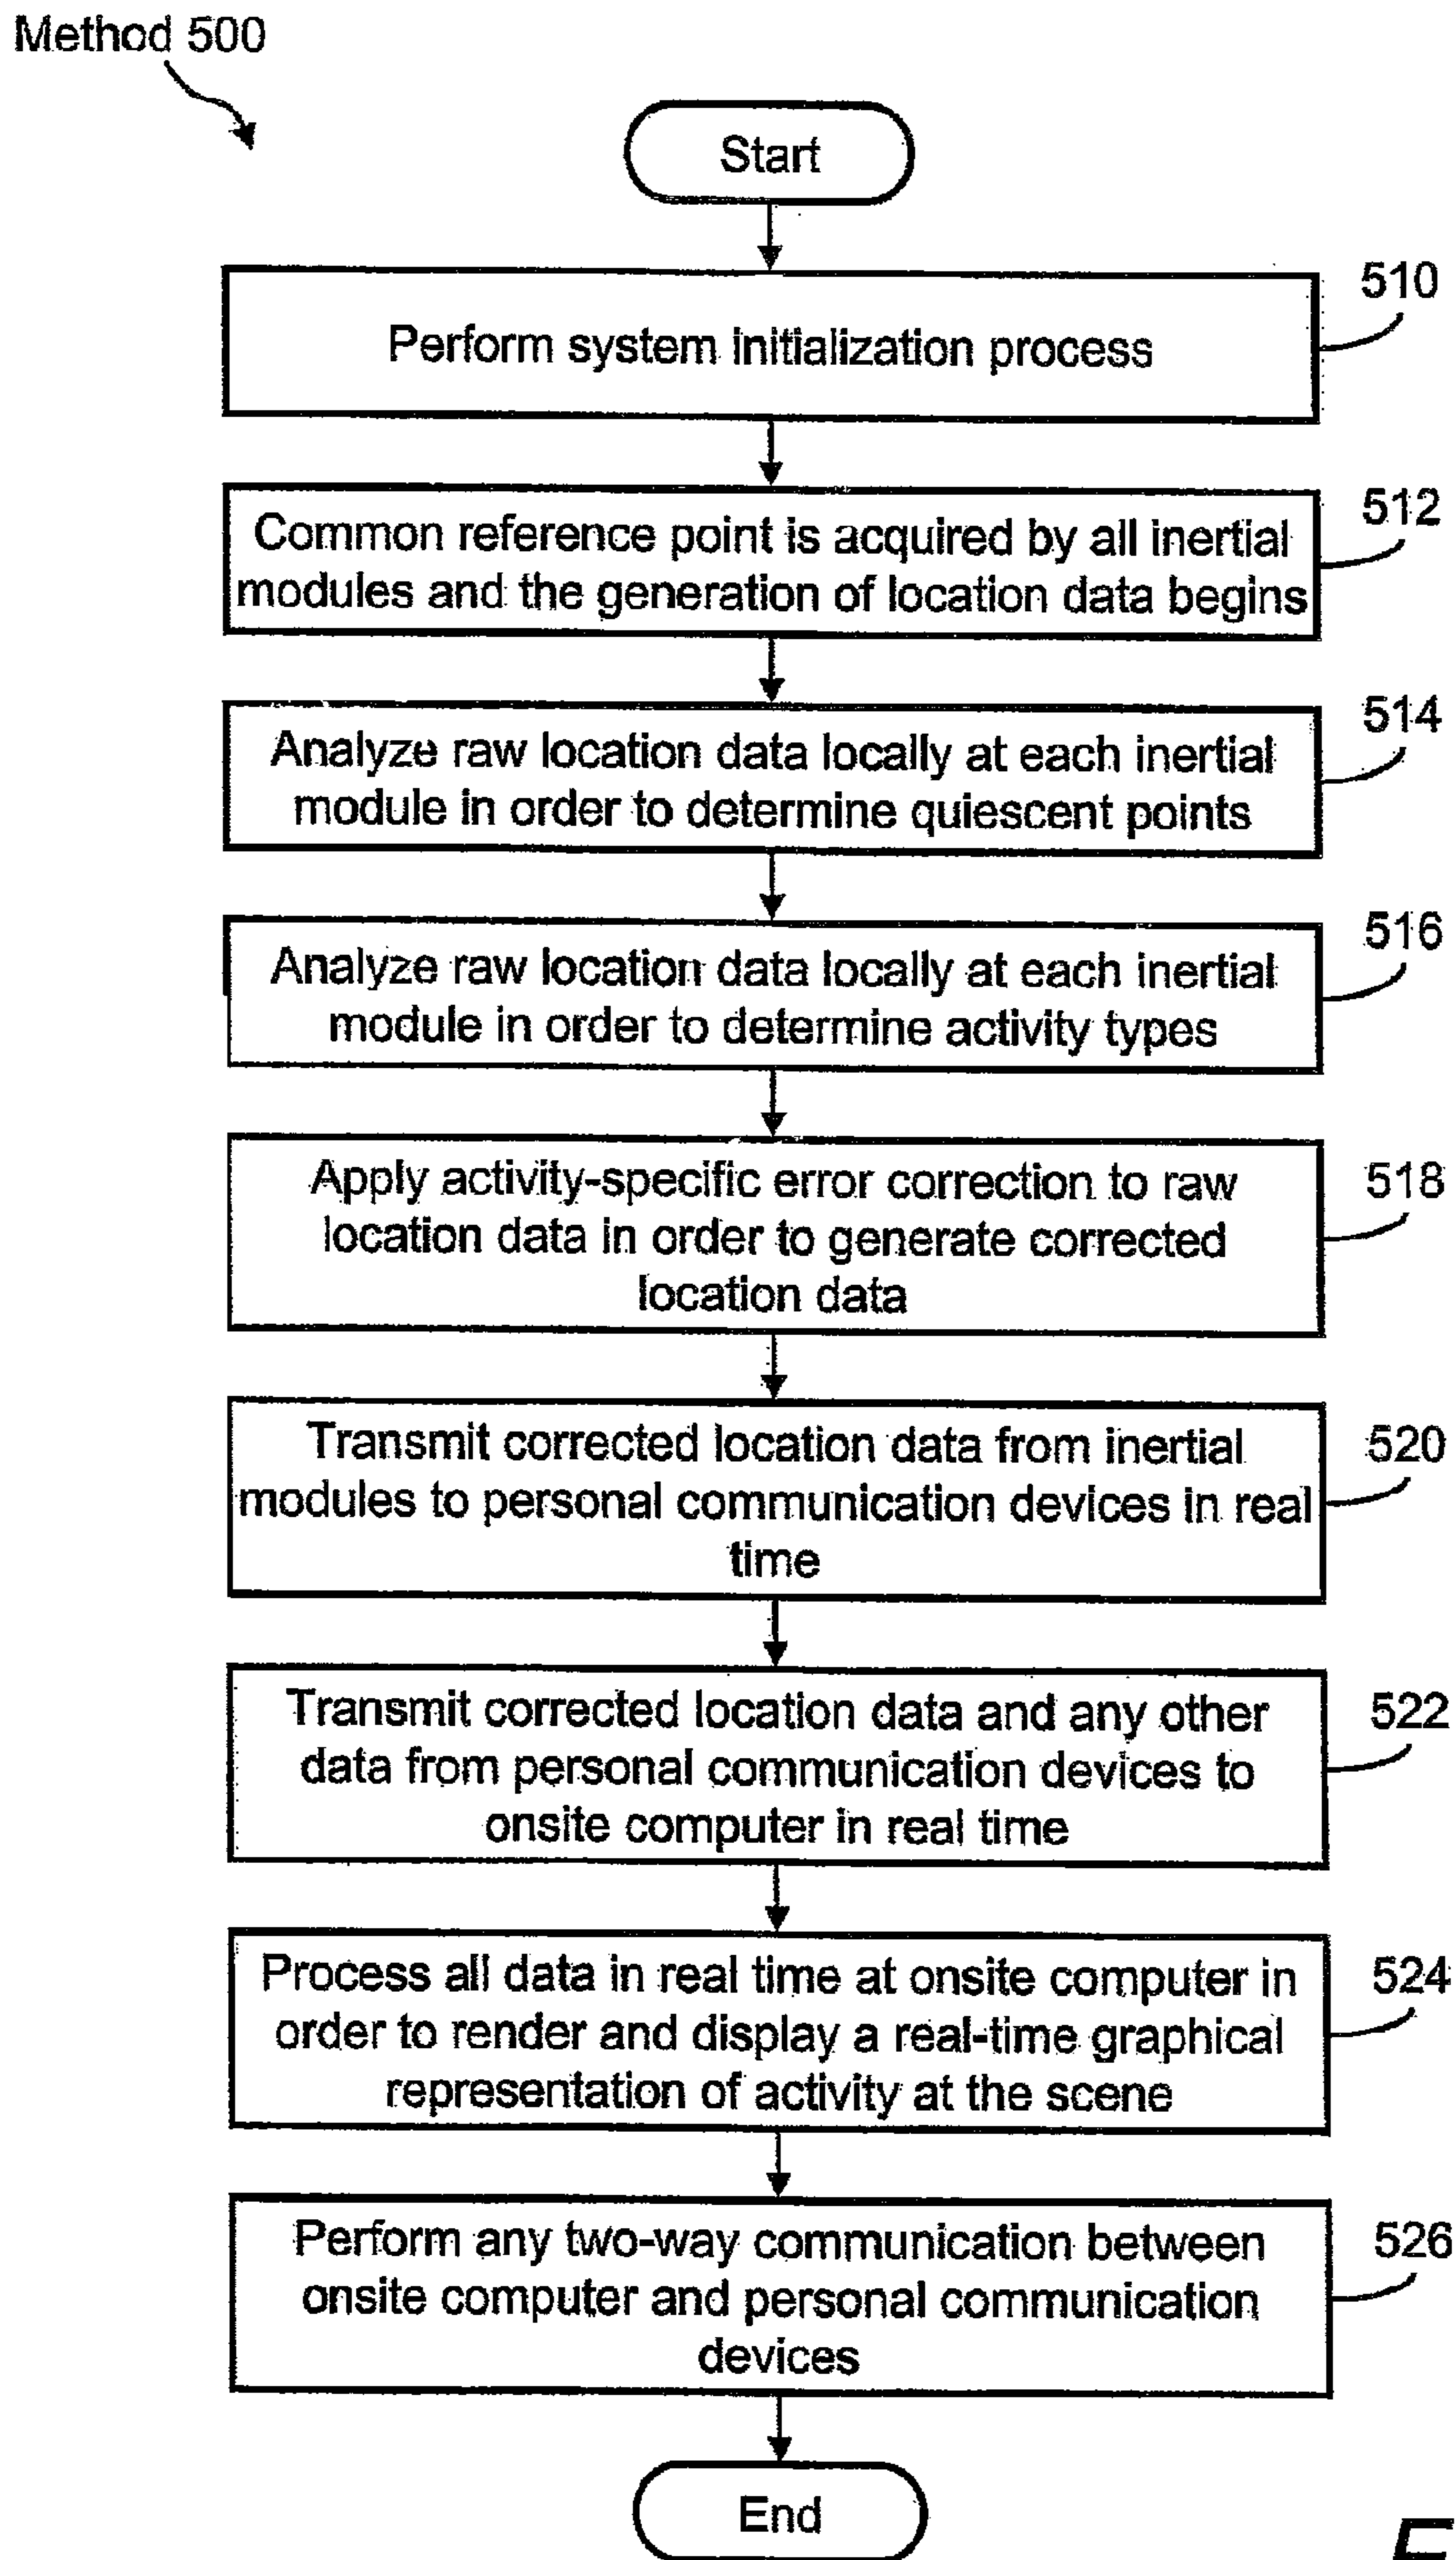 Method 500
Start
510
Perform system initialization process
512
Common reference point is acquired by all inertial
modules and the generation of location data begins
514
Analyze raw location data locally at each inertial
module in order to determine quiescent points
516
Analyze raw location data locally at each inertial
module in order to determine activity types
518
Apply activity-specific error correction to raw
location data in order to generate corrected
location data
520
Transmit corrected location data from inertial
modules to personal communication devices in real
time
522
Transmit corrected location data and any other
data from personal communication devices to
onsite computer in real time
524
Process all data in real time at onsite computer in
order to render and display a real-time graphical
representation of activity at the scene
526
Perform any two-way communication between
onsite computer and personal communication
devices
End